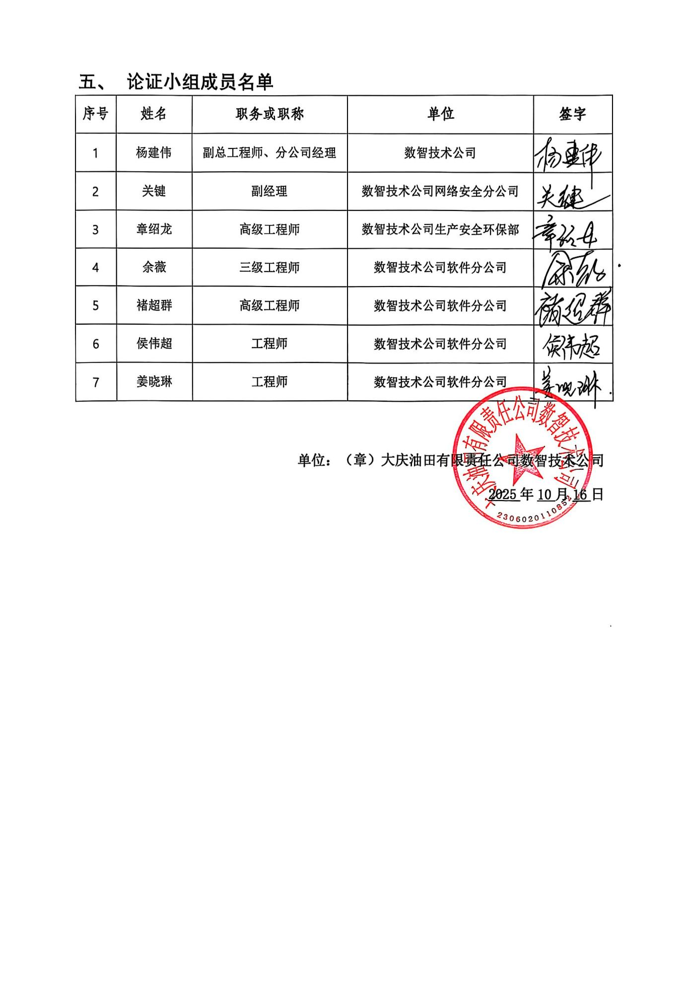 五、 论证小组成员名单
序号 姓名 职务或职称 单位 签字
1 杨建伟 副总工程师、分公司经理 数智技术公司 杨建伟
2 关键 副经理 数智技术公司网络安全分公司 关键
3 章绍龙 高级工程师 数智技术公司生产安全环保部 章绍龙
4 余薇 三级工程师 数智技术公司软件分公司 余薇
5 褚超群 高级工程师 数智技术公司软件分公司 褚超群
6 侯伟超 工程师 数智技术公司软件分公司 侯伟超
7 姜晓琳 工程师 数智技术公司软件分公司 姜晓琳
单位：（章）大庆油田有限责任公司数智技术公司
2025 年 10 月 16 日
大庆油田有限责任公司数智技术公司
2306020110852